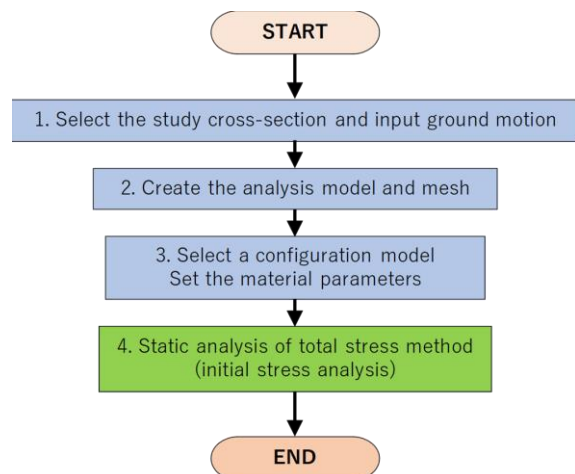 START
1. Select the study cross-section and input ground motion
2. Create the analysis model and mesh
3. Select a configuration model
Set the material parameters
4. Static analysis of total stress method
(initial stress analysis)
END